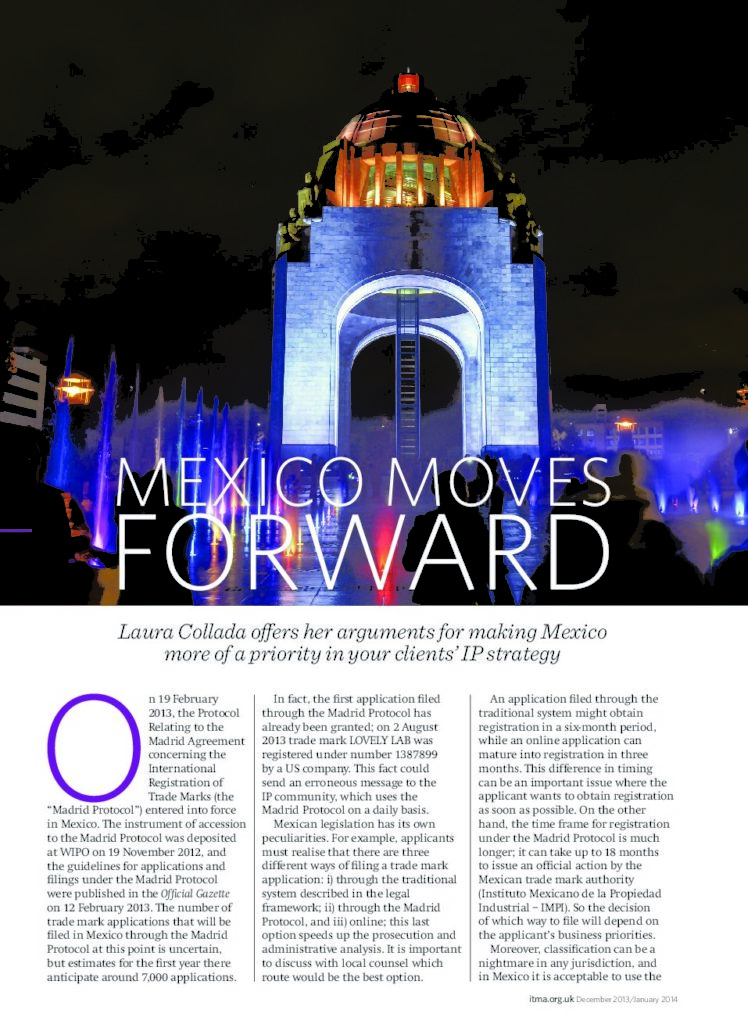 MEXICO MOVES
FORWARD
Laura Collada offers her arguments for making Mexico
more of a priority in your clients’ IP strategy
On 19 February
2013, the Protocol
Relating to the
Madrid Agreement
concerning the
International
Registration of
Trade Marks (the
“Madrid Protocol”) entered into force
in Mexico. The instrument of accession
to the Madrid Protocol was deposited
at WIPO on 19 November 2012, and
the guidelines for applications and
filings under the Madrid Protocol
were published in the Official Gazette
on 12 February 2013. The number of
trade mark applications that will be
filed in Mexico through the Madrid
Protocol at this point is uncertain,
but estimates for the first year there
anticipate around 7,000 applications.
In fact, the first application filed
through the Madrid Protocol has
already been granted; on 2 August
2013 trade mark LOVELY LAB was
registered under number 1387899
by a US company. This fact could
send an erroneous message to the
IP community, which uses the
Madrid Protocol on a daily basis.
Mexican legislation has its own
peculiarities. For example, applicants
must realise that there are three
different ways of filing a trade mark
application: i) through the traditional
system described in the legal
framework; ii) through the Madrid
Protocol, and iii) online; this last
option speeds up the prosecution and
administrative analysis. It is important
to discuss with local counsel which
route would be the best option.
An application filed through the
traditional system might obtain
registration in a six-month period,
while an online application can
mature into registration in three
months. This difference in timing
can be an important issue where the
applicant wants to obtain registration
as soon as possible. On the other
hand, the time frame for registration
under the Madrid Protocol is much
longer; it can take up to 18 months
to issue an official action by the
Mexican trade mark authority
(Instituto Mexicano de la Propiedad
Industrial – IMPI). So the decision
of which way to file will depend on
the applicant’s business priorities.
Moreover, classification can be a
nightmare in any jurisdiction, and
in Mexico it is acceptable to use the
itma.org.uk December 2013/January 2014